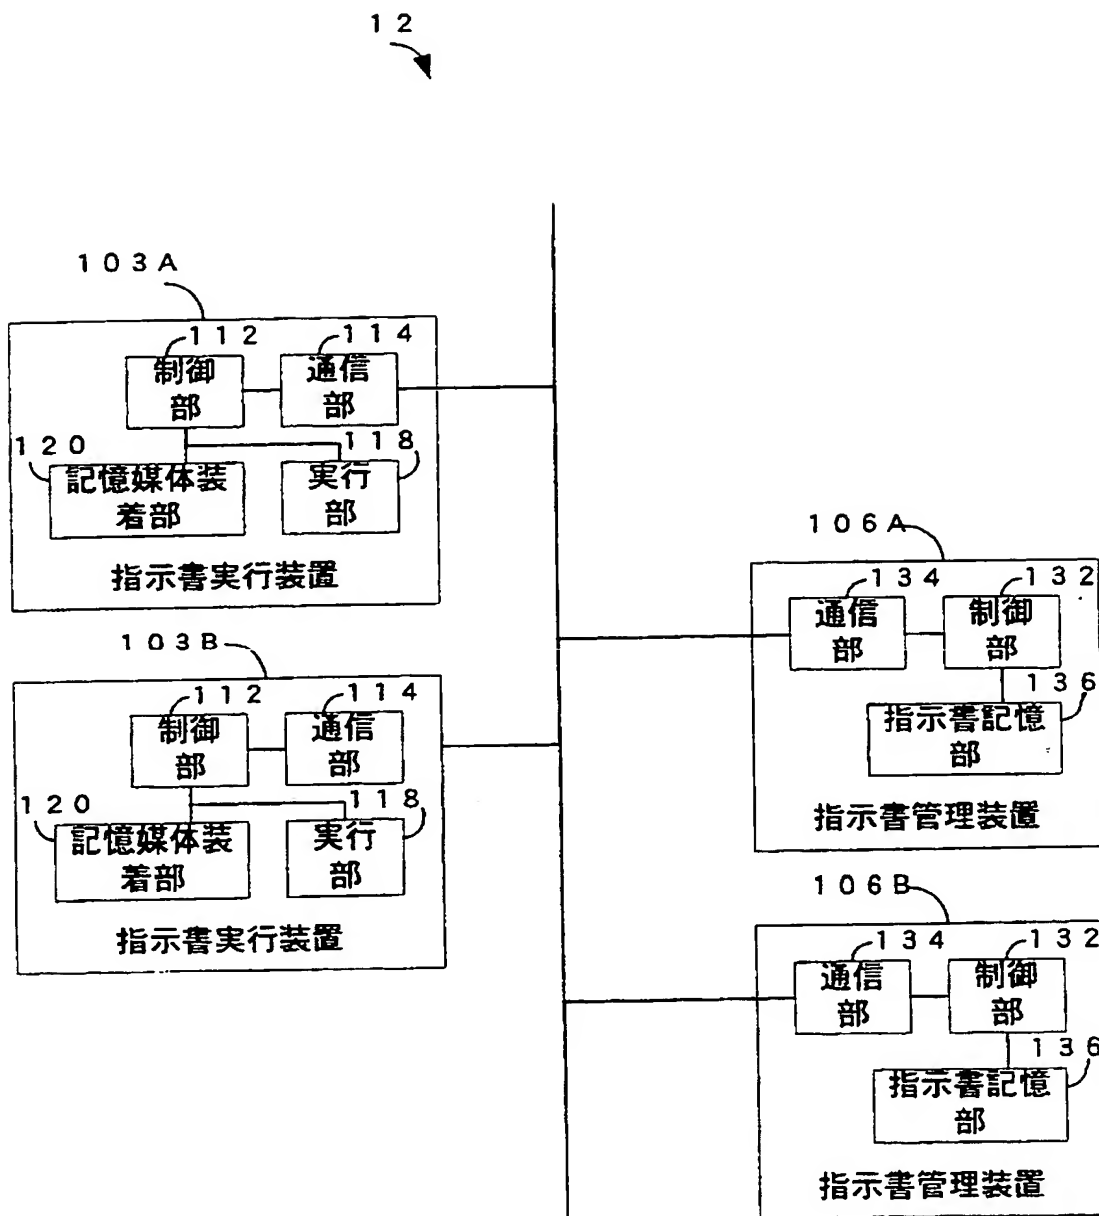 12
103A
112
114
制御
部
通信
部
120
118
記憶媒体装
着部
実行
部
指示書実行装置
103B
112
114
制御
部
通信
部
120
118
記憶媒体装
着部
実行
部
指示書実行装置
106A
134
132
通信
部
制御
部
136
指示書記憶
部
指示書管理装置
106B
134
132
通信
部
制御
部
136
指示書記憶
部
指示書管理装置